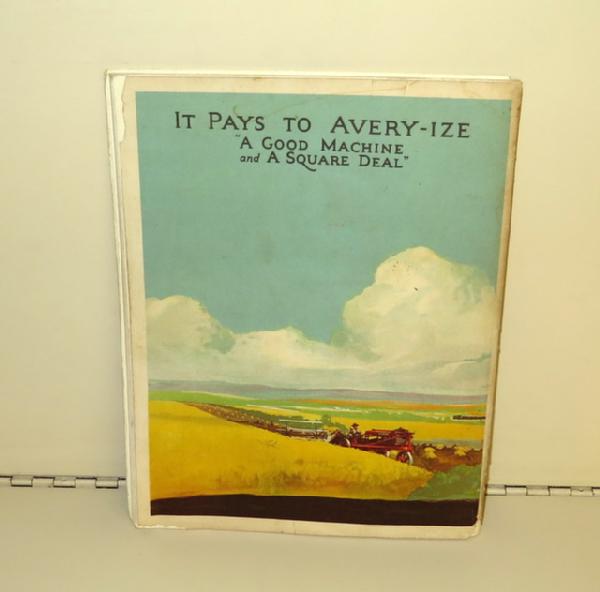 IT PAYS TO AVERY-IZE
"A GOOD MACHINE
and A SQUARE DEAL"